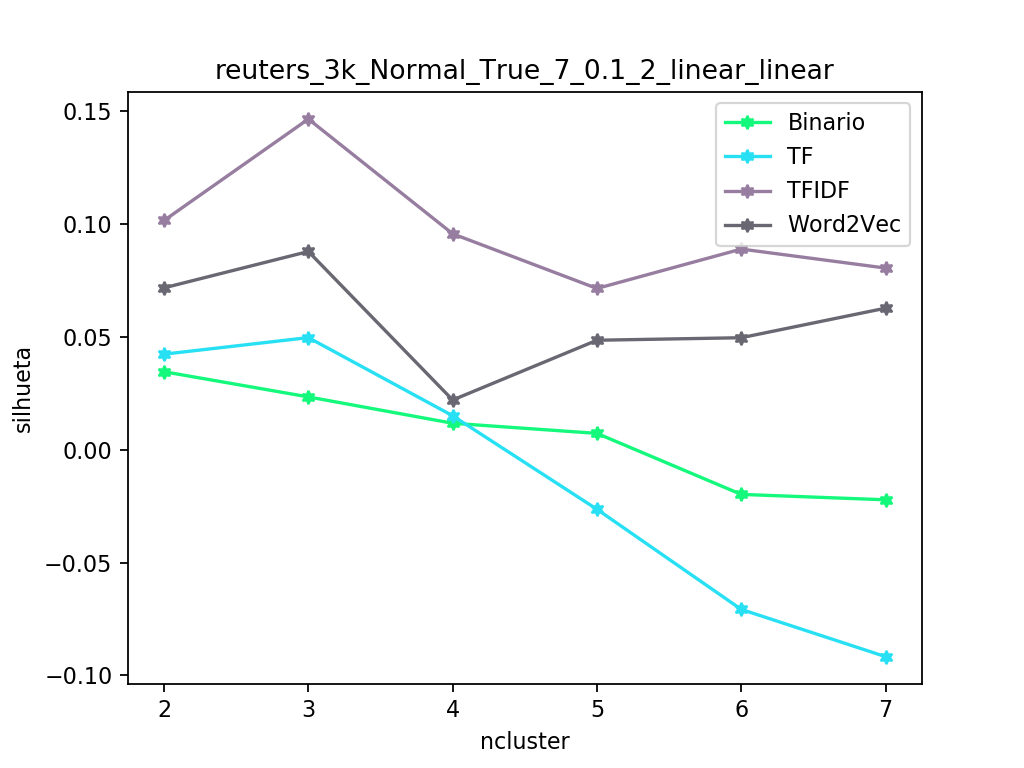 reuters_3k_Normal_True_7_0.1_2_linear_linear
0.15
0.10
0.05
0.00
−0.05
−0.10
silhueta
Binario
TF
TFIDF
Word2Vec
2 3 4 5 6 7
ncluster